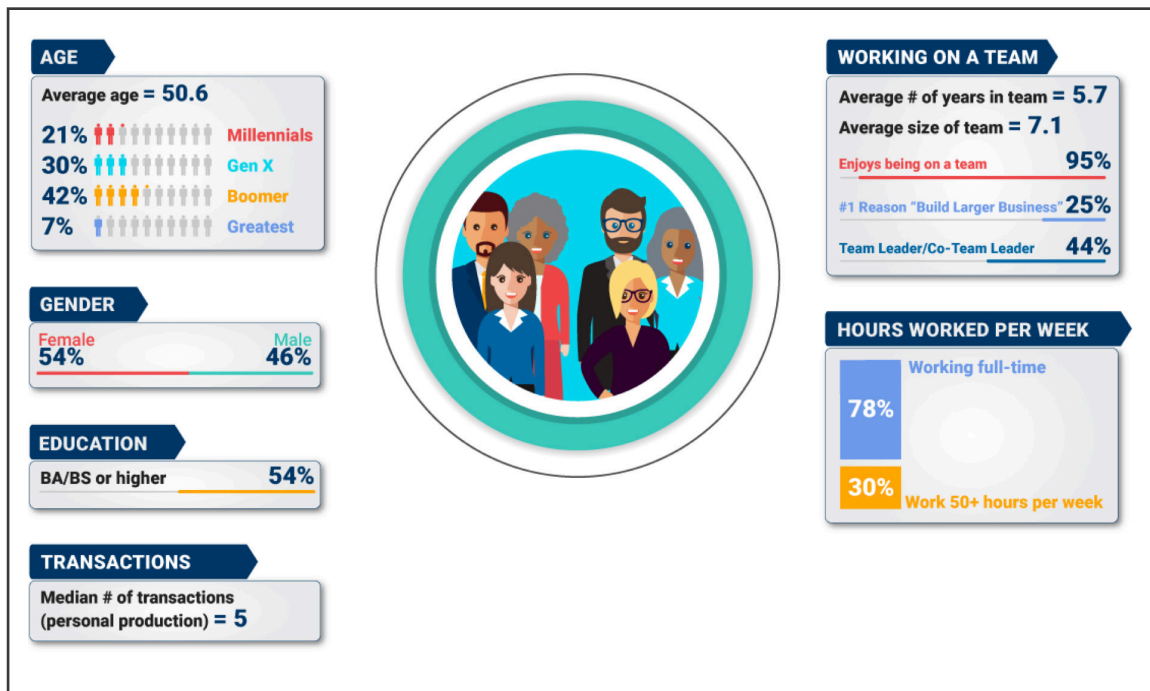 AGE
Average age = 50.6
21% Millennials
30% Gen X
42% Boomer
7% Greatest
GENDER
Female Male
54% 46%
EDUCATION
BA/BS or higher 54%
TRANSACTIONS
Median # of transactions
(personal production) = 5
WORKING ON A TEAM
Average # of years in team = 5.7
Average size of team = 7.1
Enjoys being on a team 95%
#1 Reason “Build Larger Business” 25%
Team Leader/Co-Team Leader 44%
HOURS WORKED PER WEEK
Working full-time
78%
30%
Work 50+ hours per week